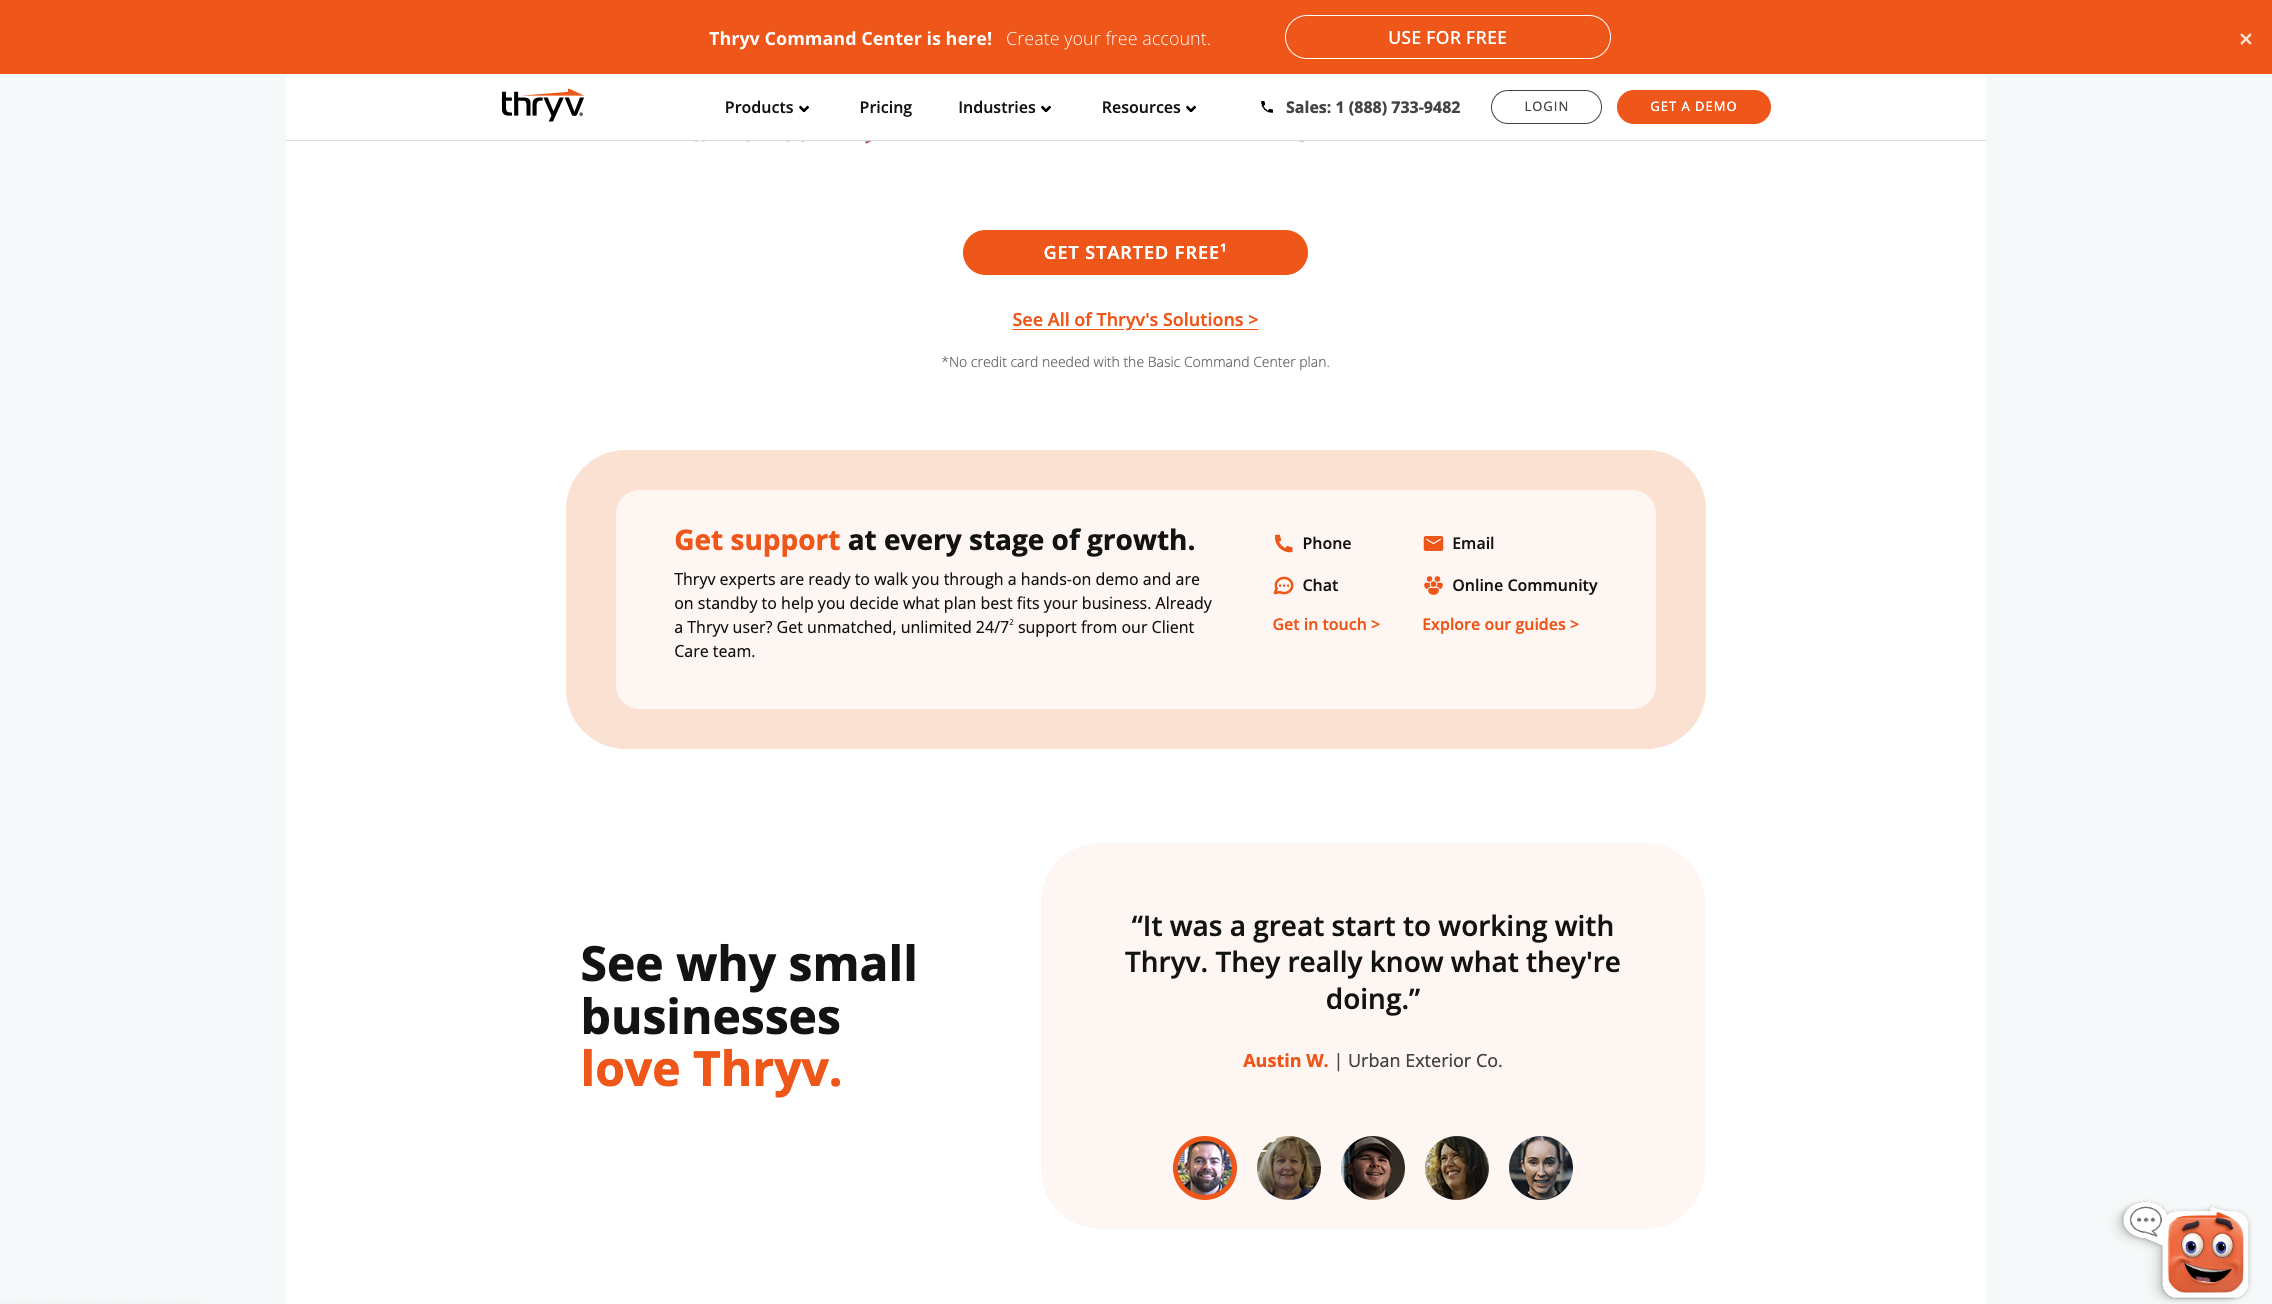 Thryv Command Center is here! Create your free account.
USE FOR FREE
×
thryv
Products
Pricing
Industries
Resources
Sales: 1 (888) 733-9482
LOGIN
GET A DEMO
GET STARTED FREE¹
See All of Thryv's Solutions >
*No credit card needed with the Basic Command Center plan.
Get support at every stage of growth.
Thryv experts are ready to walk you through a hands-on demo and are
on standby to help you decide what plan best fits your business. Already
a Thryv user? Get unmatched, unlimited 24/7² support from our Client
Care team.
Phone
Email
Chat
Online Community
Get in touch >
Explore our guides >
See why small
businesses
love Thryv.
“It was a great start to working with
Thryv. They really know what they're
doing.”
Austin W. | Urban Exterior Co.